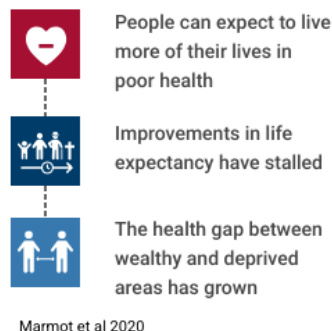 People can expect to live
more of their lives in
poor health
Improvements in life
expectancy have stalled
The health gap between
wealthy and deprived
areas has grown
Marmot et al 2020